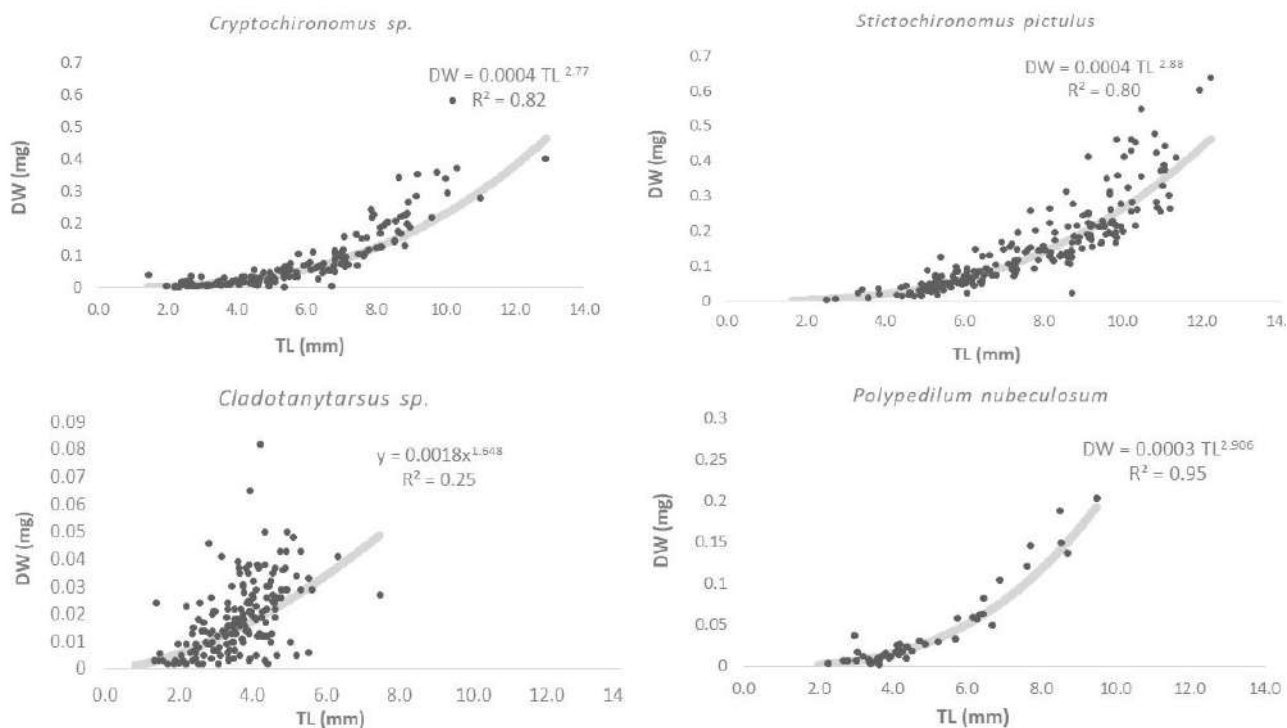 Cryptochironomus sp.
0.7
0.6
0.5
0.4
0.3
0.2
0.1
0
DW (mg)
DW = 0.0004 TL 2.77
R² = 0.82
0.0 2.0 4.0 6.0 8.0 10.0 12.0 14.0
TL (mm)
Stictochironomus pictulus
0.7
0.6
0.5
0.4
0.3
0.2
0.1
0
DW (mg)
DW = 0.0004 TL 2.88
R² = 0.80
0.0 2.0 4.0 6.0 8.0 10.0 12.0 14.
TL (mm)
Cladotanytarsus sp.
0.09
0.08
0.07
0.06
0.05
0.04
0.03
0.02
0.01
0
DW (mg)
y = 0.0018x1.648
R² = 0.25
0.0 2.0 4.0 6.0 8.0 10.0 12.0 14
TL (mm)
Polypedilum nubeculosum
0.3
0.25
0.2
0.15
0.1
0.05
0
DW (mg)
DW = 0.0003 TL2.906
R² = 0.95
0.0 2.0 4.0 6.0 8.0 10.0 12.0 14.0
TL (mm)